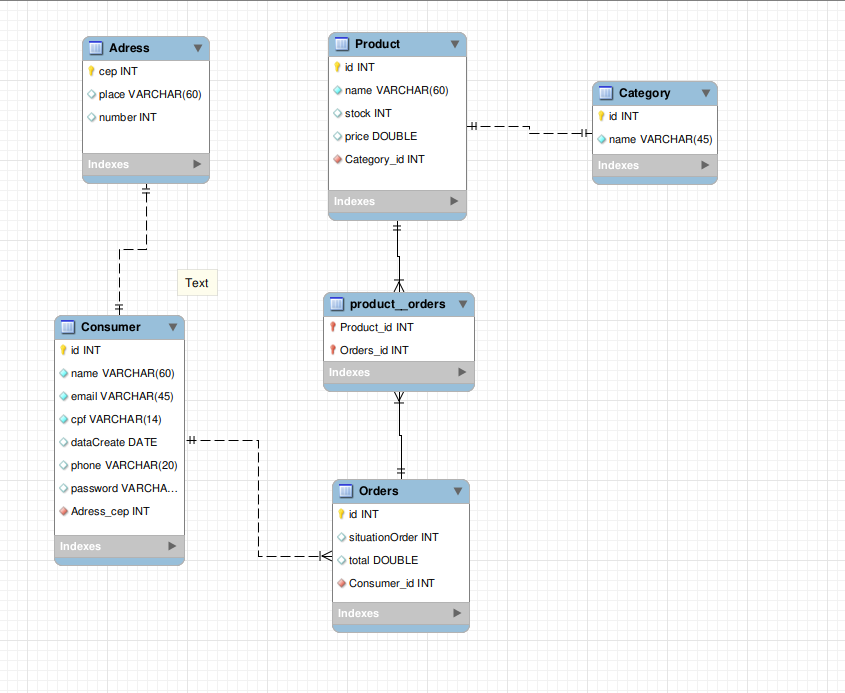 Adress
cep INT
place VARCHAR(60)
number INT
Indexes
Product
id INT
name VARCHAR(60)
stock INT
price DOUBLE
Category_id INT
Indexes
Category
id INT
name VARCHAR(45)
Indexes
Text
product__orders
Product_id INT
Orders_id INT
Indexes
Consumer
id INT
name VARCHAR(60)
email VARCHAR(45)
cpf VARCHAR(14)
dataCreate DATE
phone VARCHAR(20)
password VARCHA...
Adress_cep INT
Indexes
Orders
id INT
situationOrder INT
total DOUBLE
Consumer_id INT
Indexes